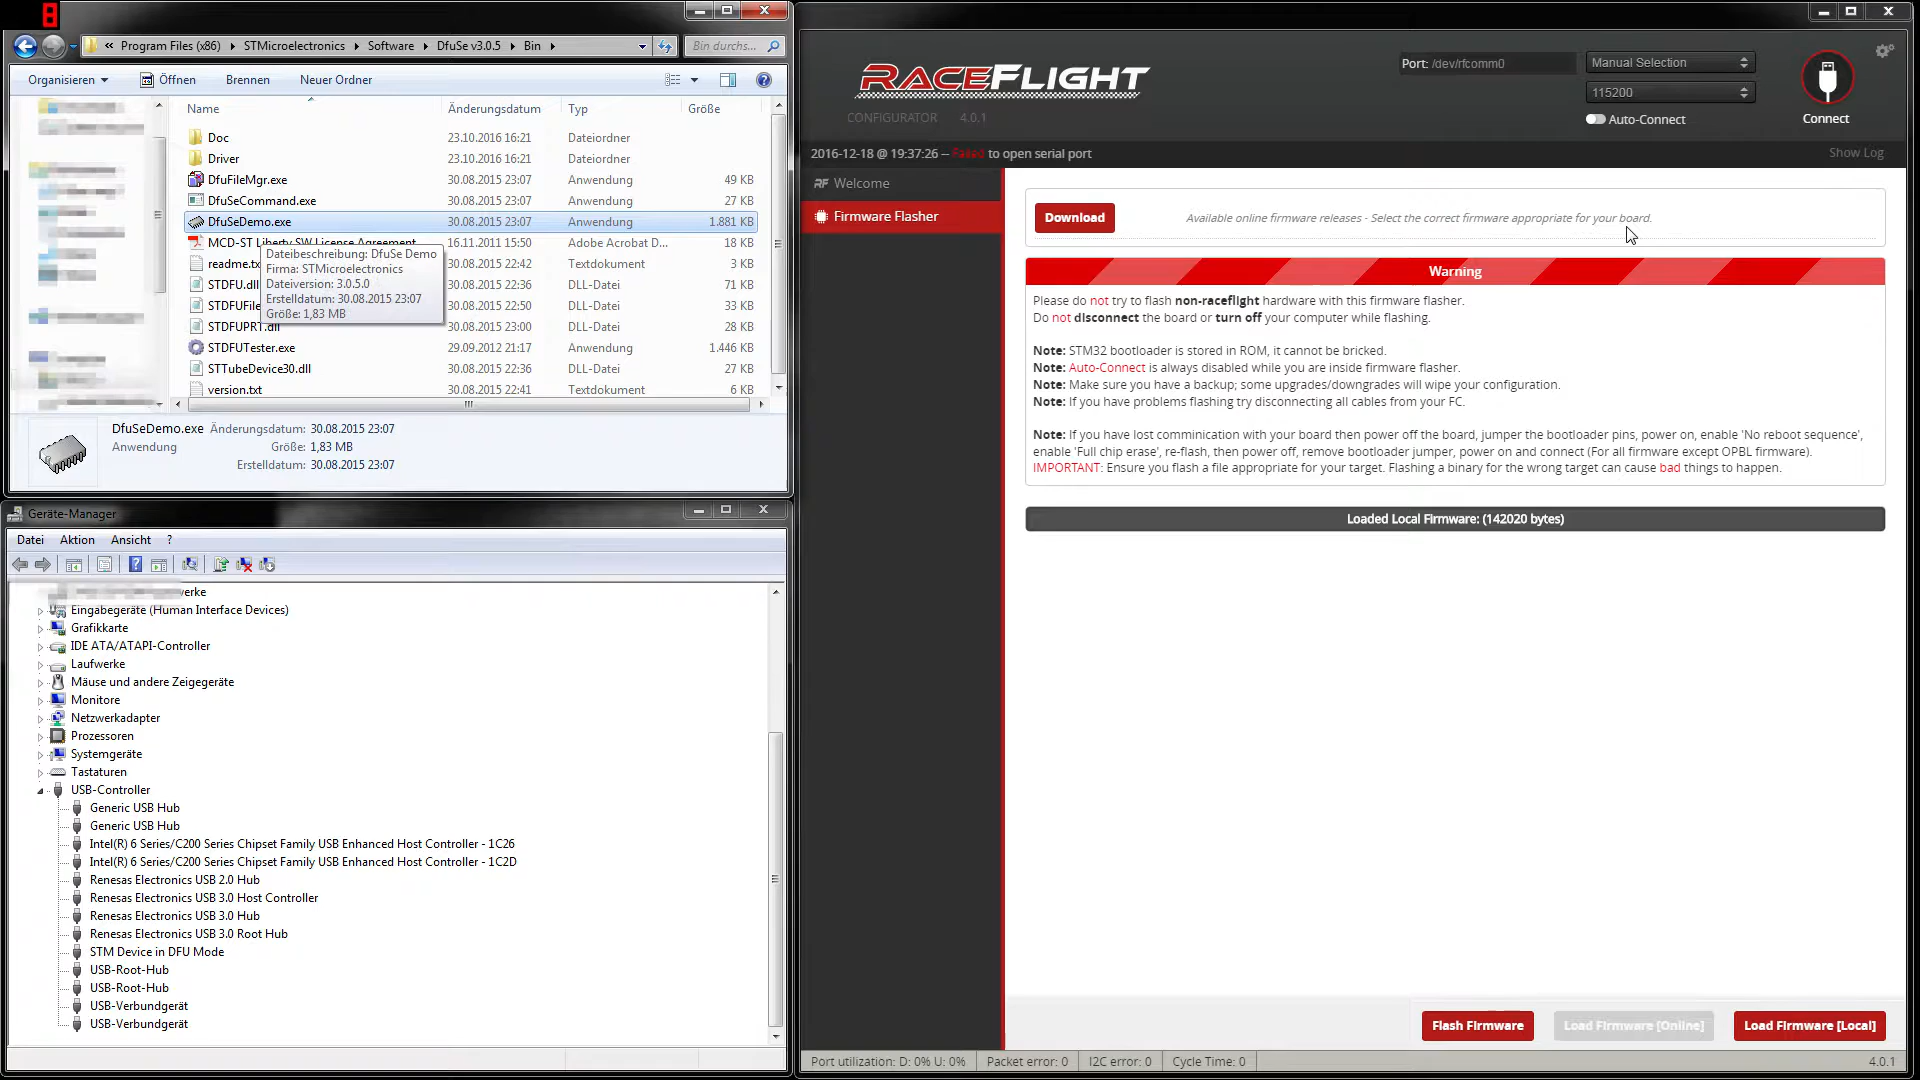 8
« Program Files (x86) STMicroelectronics Software DfuSe v3.0.5 Bin
Bin durchs...
Organisieren Öffnen Brennen Neuer Ordner
Name Änderungsdatum Typ Größe
Doc 23.10.2016 16:21 Dateiordner
Driver 23.10.2016 16:21 Dateiordner
DfuFileMgr.exe 30.08.2015 23:07 Anwendung 49 KB
DfuSeCommand.exe 30.08.2015 23:07 Anwendung 27 KB
DfuSeDemo.exe 30.08.2015 23:07 Anwendung 1.881 KB
MCD-ST Liberty SW License Agreement 16.11.2011 15:50 Adobe Acrobat D... 18 KB
readme.tx 30.08.2015 22:42 Textdokument 3 KB
STDFU.dll 30.08.2015 22:36 DLL-Datei 71 KB
STDFUFile 30.08.2015 22:36 DLL-Datei 33 KB
STDFUPRT.dll 30.08.2015 23:00 DLL-Datei 28 KB
STDFUTester.exe 29.09.2012 21:17 Anwendung 1.446 KB
STTubeDevice30.dll 30.08.2015 22:36 DLL-Datei 27 KB
version.txt 30.08.2015 22:41 Textdokument 6 KB
Dateibeschreibung: DfuSe Demo
Firma: STMicroelectronics
Dateiversion: 3.0.5.0
Erstelldatum: 30.08.2015 23:07
Größe: 1,83 MB
DfuSeDemo.exe Änderungsdatum: 30.08.2015 23:07
Anwendung Größe: 1,83 MB
Erstelldatum: 30.08.2015 23:07
Geräte-Manager
Datei Aktion Ansicht ?
verke
Eingabegeräte (Human Interface Devices)
Grafikkarte
IDE ATA/ATAPI-Controller
Laufwerke
Mäuse und andere Zeigegeräte
Monitore
Netzwerkadapter
Prozessoren
Systemgeräte
Tastaturen
USB-Controller
Generic USB Hub
Generic USB Hub
Intel(R) 6 Series/C200 Series Chipset Family USB Enhanced Host Controller - 1C26
Intel(R) 6 Series/C200 Series Chipset Family USB Enhanced Host Controller - 1C2D
Renesas Electronics USB 2.0 Hub
Renesas Electronics USB 3.0 Host Controller
Renesas Electronics USB 3.0 Hub
Renesas Electronics USB 3.0 Root Hub
STM Device in DFU Mode
USB-Root-Hub
USB-Root-Hub
USB-Verbundgerät
USB-Verbundgerät
RACEFLIGHT
CONFIGURATOR 4.0.1
Port: /dev/rfcomm0
Manual Selection
115200
Auto-Connect
Connect
2016-12-18 @ 19:37:26 -- Failed to open serial port
Show Log
RF Welcome
Firmware Flasher
Download
Available online firmware releases - Select the correct firmware appropriate for your board.
Warning
Please do not try to flash non-raceflight hardware with this firmware flasher.
Do not disconnect the board or turn off your computer while flashing.
Note: STM32 bootloader is stored in ROM, it cannot be bricked.
Note: Auto-Connect is always disabled while you are inside firmware flasher.
Note: Make sure you have a backup; some upgrades/downgrades will wipe your configuration.
Note: If you have problems flashing try disconnecting all cables from your FC.
Note: If you have lost comminication with your board then power off the board, jumper the bootloader pins, power on, enable 'No reboot sequence',
enable 'Full chip erase', re-flash, then power off, remove bootloader jumper, power on and connect (For all firmware except OPBL firmware).
IMPORTANT: Ensure you flash a file appropriate for your target. Flashing a binary for the wrong target can cause bad things to happen.
Loaded Local Firmware: (142020 bytes)
Flash Firmware
Load Firmware [Online]
Load Firmware [Local]
Port utilization: D: 0% U: 0% Packet error: 0 I2C error: 0 Cycle Time: 0
4.0.1